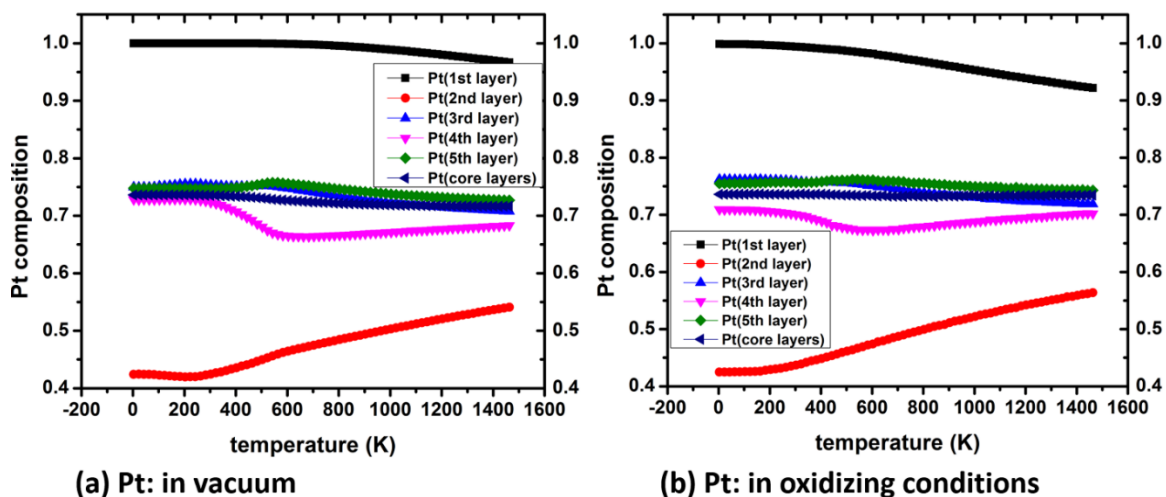 1.0
0.9
0.8
0.7
0.6
0.5
0.4
Pt composition
1.0
0.9
0.8
0.7
0.6
0.5
0.4
Pt(1st layer)
Pt(2nd layer)
Pt(3rd layer)
Pt(4th layer)
Pt(5th layer)
Pt(core layers)
-200 0 200 400 600 800 1000 1200 1400 1600
temperature (K)
(a) Pt: in vacuum
1.0
0.9
0.8
0.7
0.6
0.5
0.4
Pt composition
1.0
0.9
0.8
0.7
0.6
0.5
0.4
Pt(1st layer)
Pt(2nd layer)
Pt(3rd layer)
Pt(4th layer)
Pt(5th layer)
Pt(core layers)
-200 0 200 400 600 800 1000 1200 1400 1600
temperature (K)
(b) Pt: in oxidizing conditions